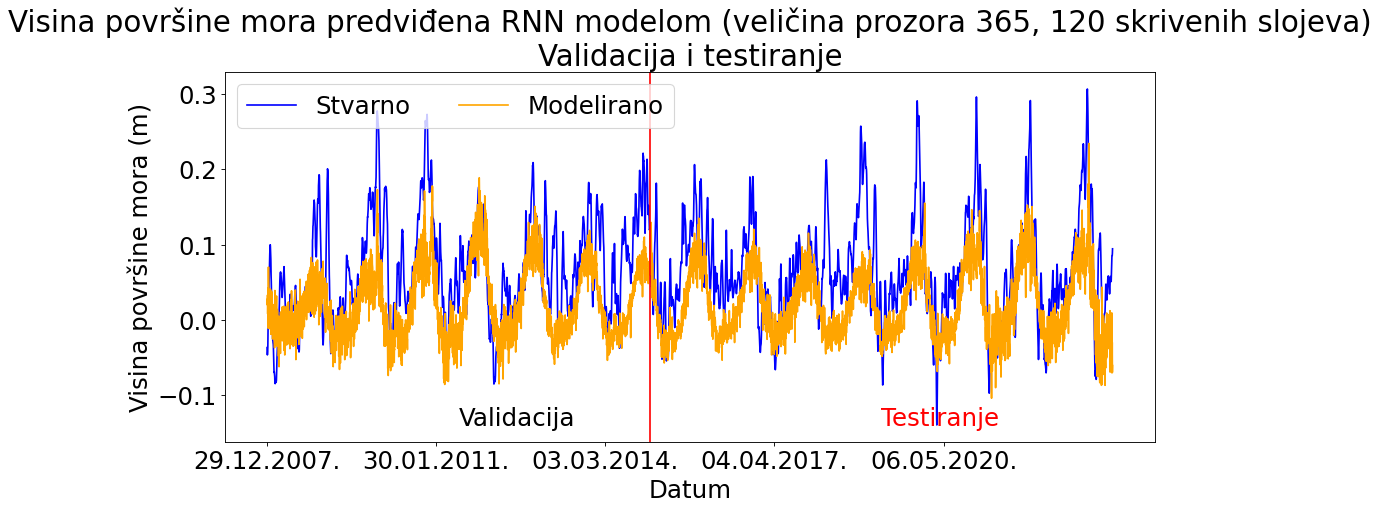 Visina površine mora predviđena RNN modelom (veličina prozora 365, 120 skrivenih slojeva)
Validacija i testiranje
Stvarno
Modelirano
Visina površine mora (m)
0.3
0.2
0.1
0.0
−0.1
Validacija
Testiranje
29.12.2007.
30.01.2011.
03.03.2014.
04.04.2017.
06.05.2020.
Datum